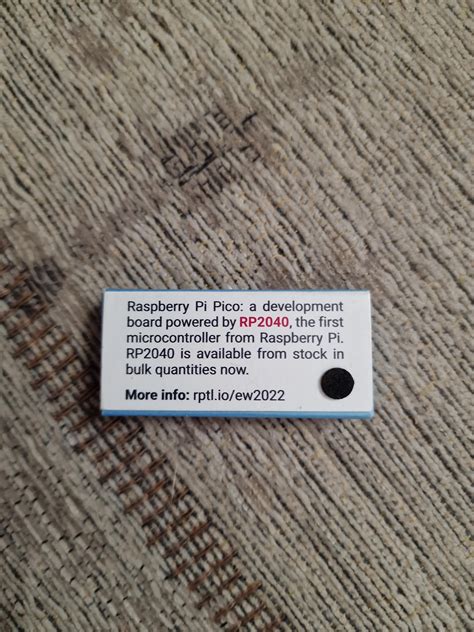 Raspberry Pi Pico: a development
board powered by RP2040, the first
microcontroller from Raspberry Pi.
RP2040 is available from stock in
bulk quantities now.
More info: rptl.io/ew2022